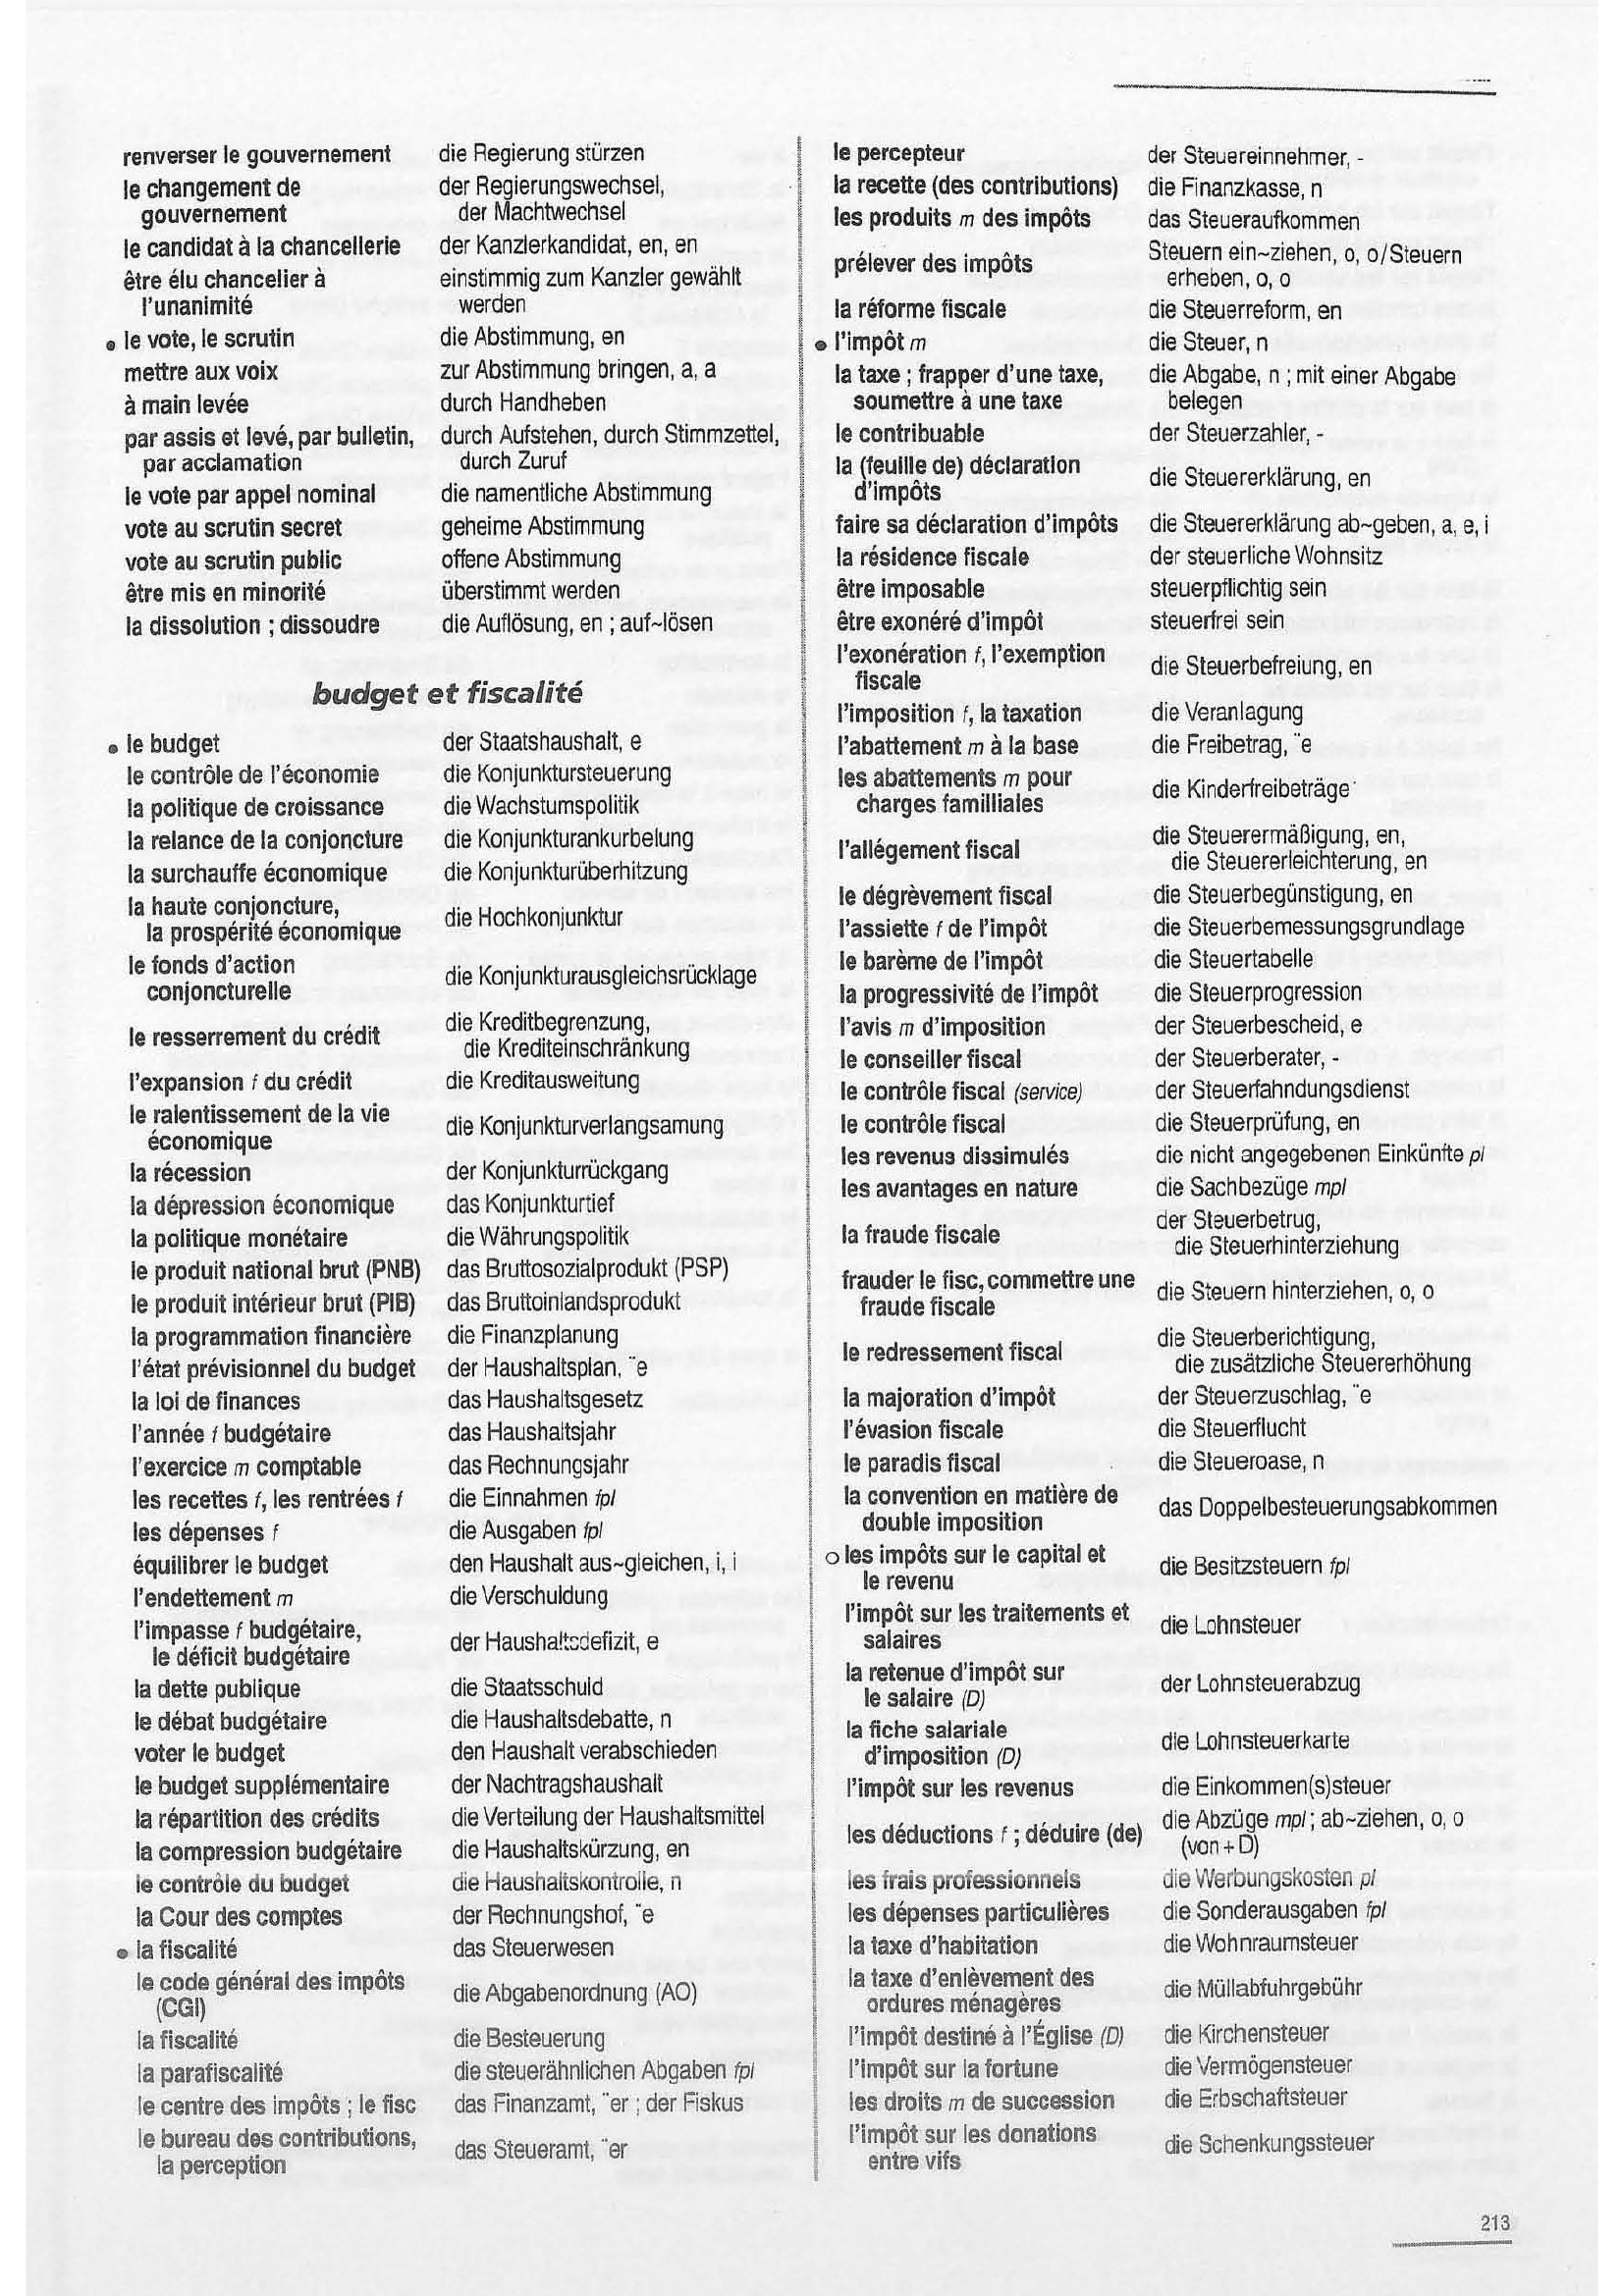 renverser le gouvernement die Regierung stürzen
le changement de der Regierungswechsel,
gouvernement der Machtwechsel
le candidat à la chancellerie der Kanzlerkandidat, en, en
être élu chancelier à einstimmig zum Kanzler gewählt
l'unanimité werden
• le vote, le scrutin die Abstimmung, en
mettre aux voix zur Abstimmung bringen, a, a
à main levée durch Handheben
par assis et levé, par bulletin, durch Aufstehen, durch Stimmzettel,
par acclamation durch Zuruf
le vote par appel nominal die namentliche Abstimmung
vote au scrutin secret geheime Abstimmung
vote au scrutin public offene Abstimmung
être mis en minorité überstimmt werden
la dissolution ; dissoudre die Auflösung, en ; auf~lösen
budget et fiscalité
• le budget der Staatshaushalt, e
le contrôle de l'économie die Konjunktursteuerung
la politique de croissance die Wachstumspolitik
la relance de la conjoncture die Konjunkturankurbelung
la surchauffe économique die Konjunkturüberhitzung
la haute conjoncture,
la prospérité économique die Hochkonjunktur
le fonds d'action
conjoncturelle die Konjunkturausgleichsrücklage
le resserrement du crédit die Kreditbegrenzung,
die Krediteinschränkung
l'expansion f du crédit die Kreditausweitung
le ralentissement de la vie
économique die Konjunkturverlangsamung
la récession der Konjunkturrückgang
la dépression économique das Konjunkturtief
la politique monétaire die Währungspolitik
le produit national brut (PNB) das Bruttosozialprodukt (PSP)
le produit intérieur brut (PIB) das Bruttoinlandsprodukt
la programmation financière die Finanzplanung
l'état prévisionnel du budget der Haushaltsplan, ¨e
la loi de finances das Haushaltsgesetz
l'année f budgétaire das Haushaltsjahr
l'exercice m comptable das Rechnungsjahr
les recettes f, les rentrées f die Einnahmen fpl
les dépenses f die Ausgaben fpl
équilibrer le budget den Haushalt aus~gleichen, i, i
l'endettement m die Verschuldung
l'impasse f budgétaire,
le déficit budgétaire der Haushaltsdefizit, e
la dette publique die Staatsschuld
le débat budgétaire die Haushaltsdebatte, n
voter le budget den Haushalt verabschieden
le budget supplémentaire der Nachtragshaushalt
la répartition des crédits die Verteilung der Haushaltsmittel
la compression budgétaire die Haushaltskürzung, en
le contrôle du budget die Haushaltskontrolle, n
la Cour des comptes der Rechnungshof, ¨e
• la fiscalité das Steuerwesen
le code général des impôts
(CGI) die Abgabenordnung (AO)
la fiscalité die Besteuerung
la parafiscalité die steuerähnlichen Abgaben fpl
le centre des impôts ; le fisc das Finanzamt, ¨er ; der Fiskus
le bureau des contributions,
la perception das Steueramt, ¨er
le percepteur der Steuereinnehmer, -
la recette (des contributions) die Finanzkasse, n
les produits m des impôts das Steueraufkommen
prélever des impôts Steuern ein~ziehen, o, o/Steuern
erheben, o, o
la réforme fiscale die Steuerreform, en
• l'impôt m die Steuer, n
la taxe ; frapper d'une taxe, die Abgabe, n ; mit einer Abgabe
soumettre à une taxe belegen
le contribuable der Steuerzahler, -
la (feuille de) déclaration
d'impôts die Steuererklärung, en
faire sa déclaration d'impôts die Steuererklärung ab~geben, a, e, i
la résidence fiscale der steuerliche Wohnsitz
être imposable steuerpflichtig sein
être exonéré d'impôt steuerfrei sein
l'exonération f, l'exemption
fiscale die Steuerbefreiung, en
l'imposition f, la taxation die Veranlagung
l'abattement m à la base die Freibetrag, ¨e
les abattements m pour
charges familliales die Kinderfreibeträge
l'allégement fiscal die Steuerermäßigung, en,
die Steuererleichterung, en
le dégrèvement fiscal die Steuerbegünstigung, en
l'assiette f de l'impôt die Steuerbemessungsgrundlage
le barème de l'impôt die Steuertabelle
la progressivité de l'impôt die Steuerprogression
l'avis m d'imposition der Steuerbescheid, e
le conseiller fiscal der Steuerberater, -
le contrôle fiscal (service) der Steuerfahndungsdienst
le contrôle fiscal die Steuerprüfung, en
les revenus dissimulés die nicht angegebenen Einkünfte pl
les avantages en nature die Sachbezüge mpl
la fraude fiscale der Steuerbetrug,
die Steuerhinterziehung
frauder le fisc, commettre une
fraude fiscale die Steuern hinterziehen, o, o
le redressement fiscal die Steuerberichtigung,
die zusätzliche Steuererhöhung
la majoration d'impôt der Steuerzuschlag, ¨e
l'évasion fiscale die Steuerflucht
le paradis fiscal die Steueroase, n
la convention en matière de
double imposition das Doppelbesteuerungsabkommen
o les impôts sur le capital et
le revenu die Besitzsteuern fpl
l'impôt sur les traitements et
salaires die Lohnsteuer
la retenue d'impôt sur
le salaire (D) der Lohnsteuerabzug
la fiche salariale
d'imposition (D) die Lohnsteuerkarte
l'impôt sur les revenus die Einkommen(s)steuer
les déductions f ; déduire (de) die Abzüge mpl ; ab~ziehen, o, o
(von + D)
les frais professionnels die Werbungskosten pl
les dépenses particulières die Sonderausgaben fpl
la taxe d'habitation die Wohnraumsteuer
la taxe d'enlèvement des
ordures ménagères die Müllabfuhrgebühr
l'impôt destiné à l'Église (D) die Kirchensteuer
l'impôt sur la fortune die Vermögensteuer
les droits m de succession die Erbschaftsteuer
l'impôt sur les donations
entre vifs die Schenkungssteuer
213